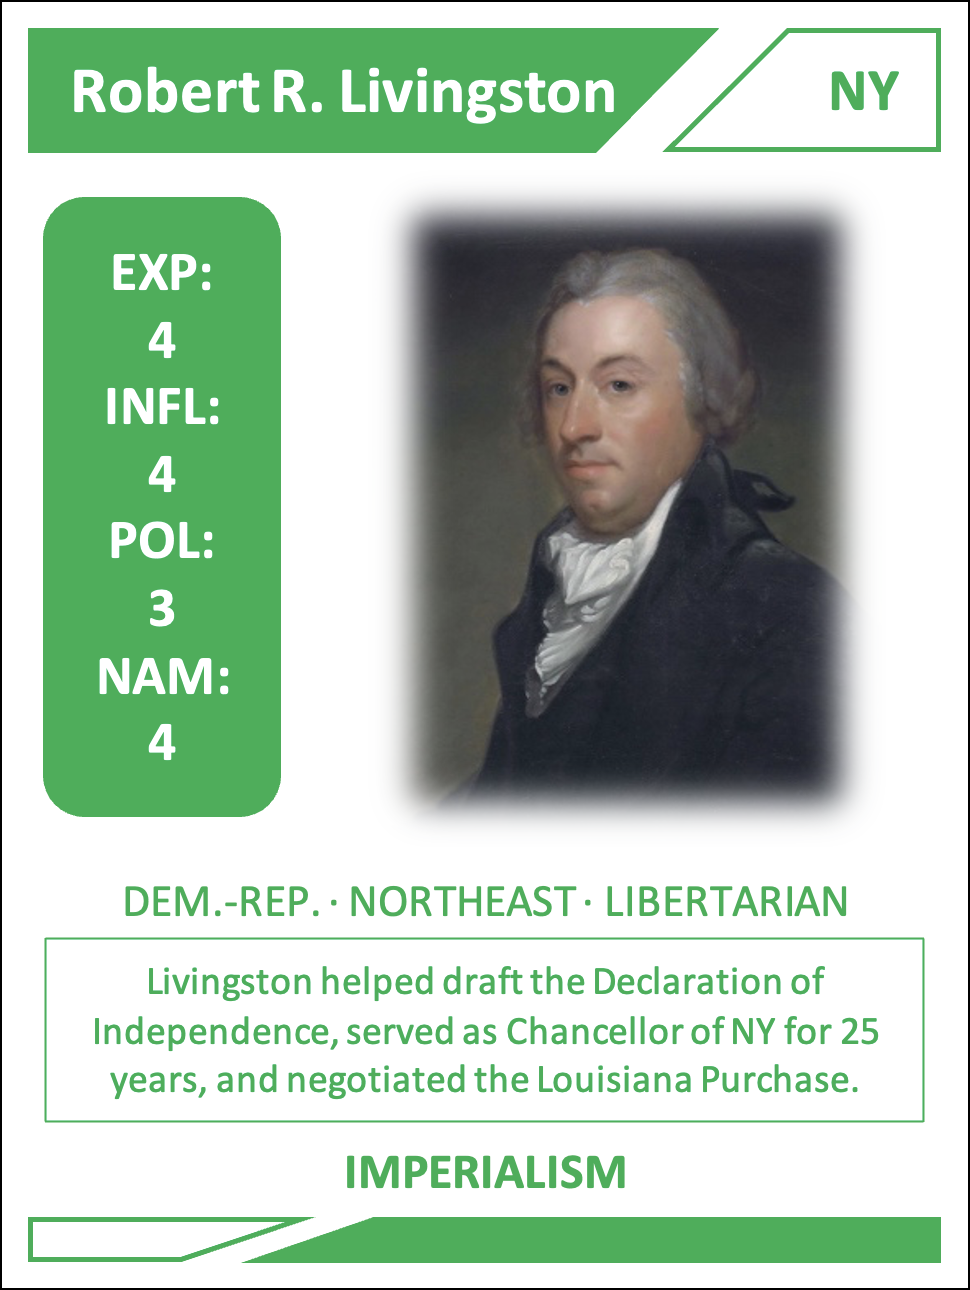 Robert R. Livingston
NY
EXP:
4
INFL:
4
POL:
3
NAM:
4
DEM.-REP. · NORTHEAST · LIBERTARIAN
Livingston helped draft the Declaration of
Independence, served as Chancellor of NY for 25
years, and negotiated the Louisiana Purchase.
IMPERIALISM